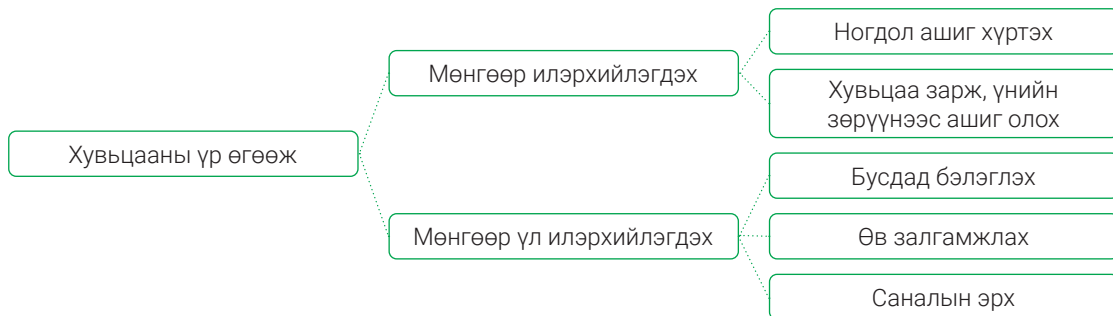 Хувьцааны үр өгөөж
Мөнгөөр илэрхийлэгдэх
Ногдол ашиг хүртэх
Хувьцаа зарж, үнийн
зөрүүнээс ашиг олох
Мөнгөөр үл илэрхийлэгдэх
Бусдад бэлэглэх
Өв залгамжлах
Саналын эрх